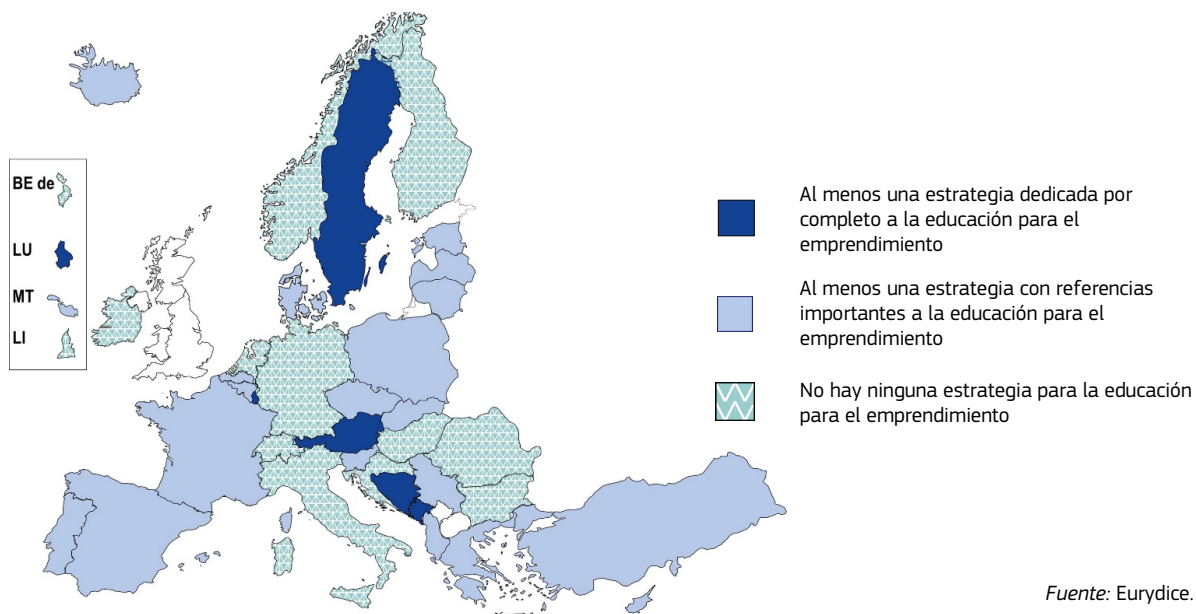 BE de
LU
MT
LI
Al menos una estrategia dedicada por
completo a la educación para el
emprendimiento
Al menos una estrategia con referencias
importantes a la educación para el
emprendimiento
No hay ninguna estrategia para la educación
para el emprendimiento
Fuente: Eurydice.